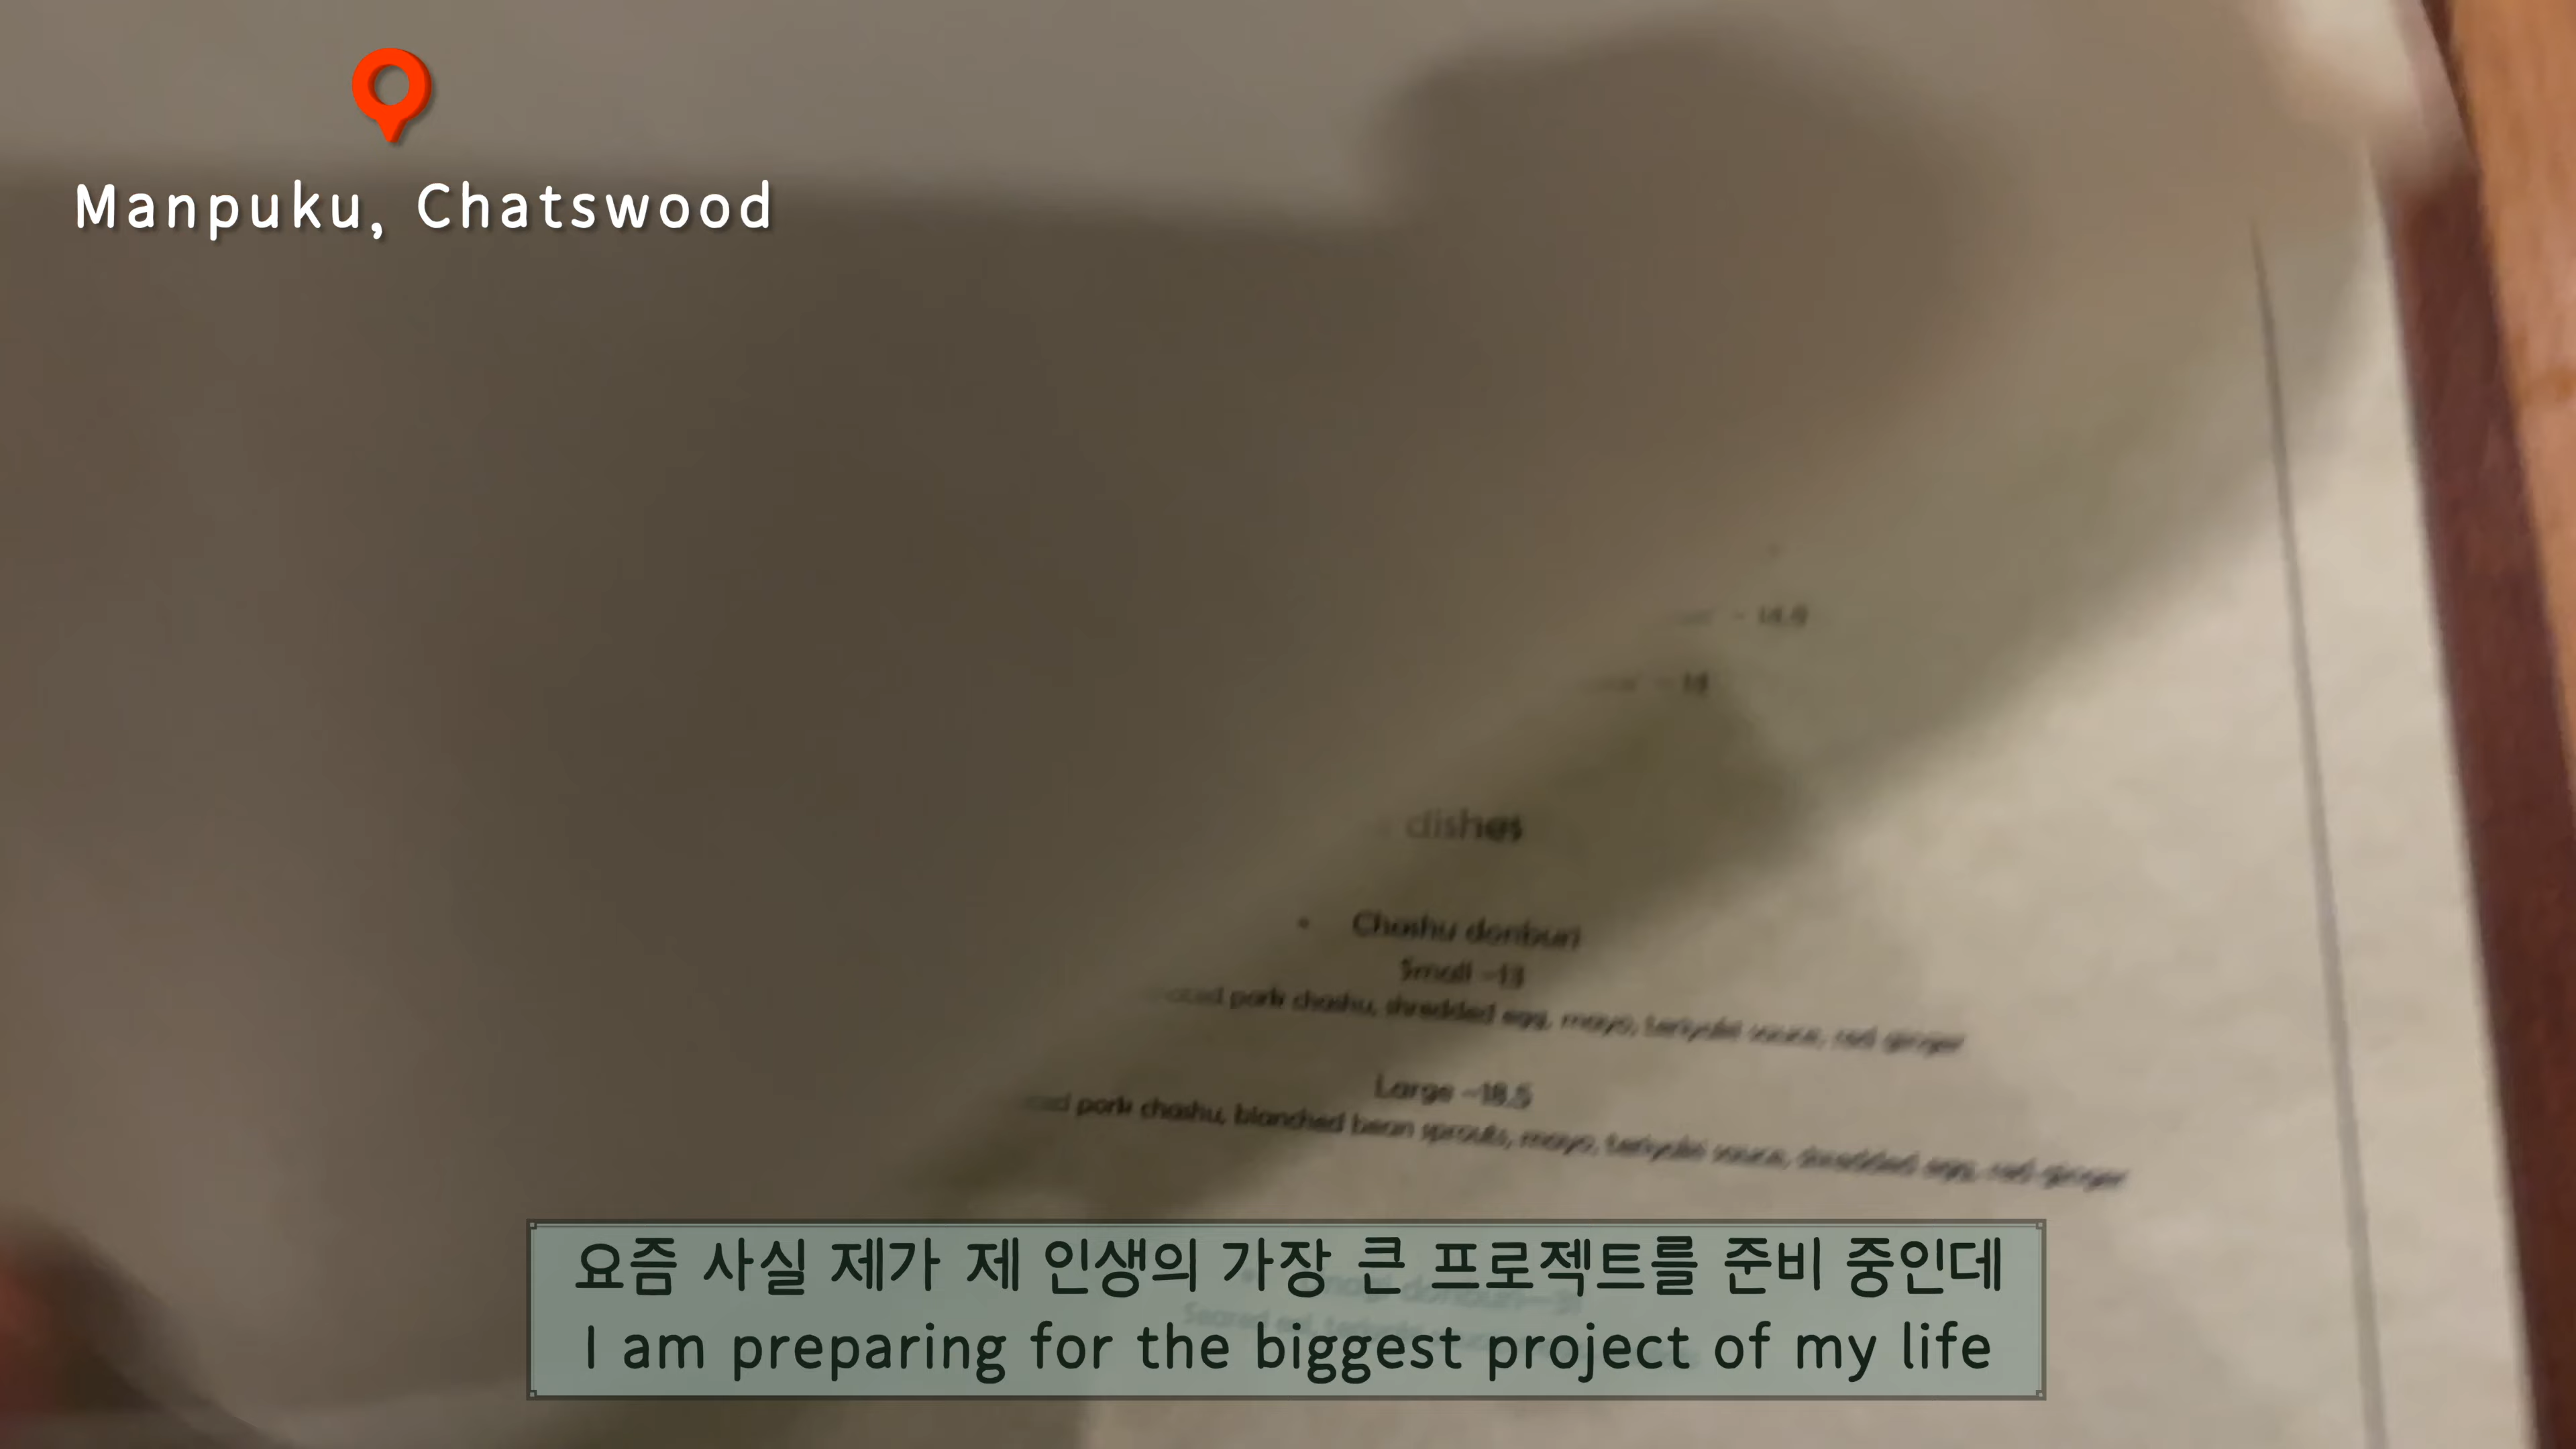 Manpuku, Chatswood
- 14
dishes
Chashu donburi
Small -13
pork chashu, shredded egg, mayo, teriyaki sauce, red ginger
Large -18.5
pork chashu, blanched bean sprouts, mayo, teriyaki sauce, shredded egg, red ginger
요즘 사실 제가 제 인생의 가장 큰 프로젝트를 준비 중인데
I am preparing for the biggest project of my life